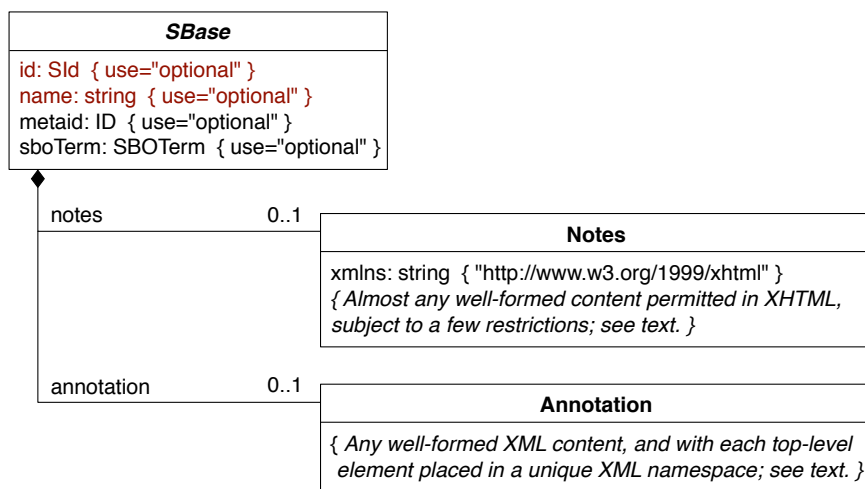 SBase
id: SId { use="optional" }
name: string { use="optional" }
metaid: ID { use="optional" }
sboTerm: SBOTerm { use="optional" }
notes 0..1
Notes
xmlns: string { "http://www.w3.org/1999/xhtml" }
{ Almost any well-formed content permitted in XHTML,
subject to a few restrictions; see text. }
annotation 0..1
Annotation
{ Any well-formed XML content, and with each top-level
element placed in a unique XML namespace; see text. }